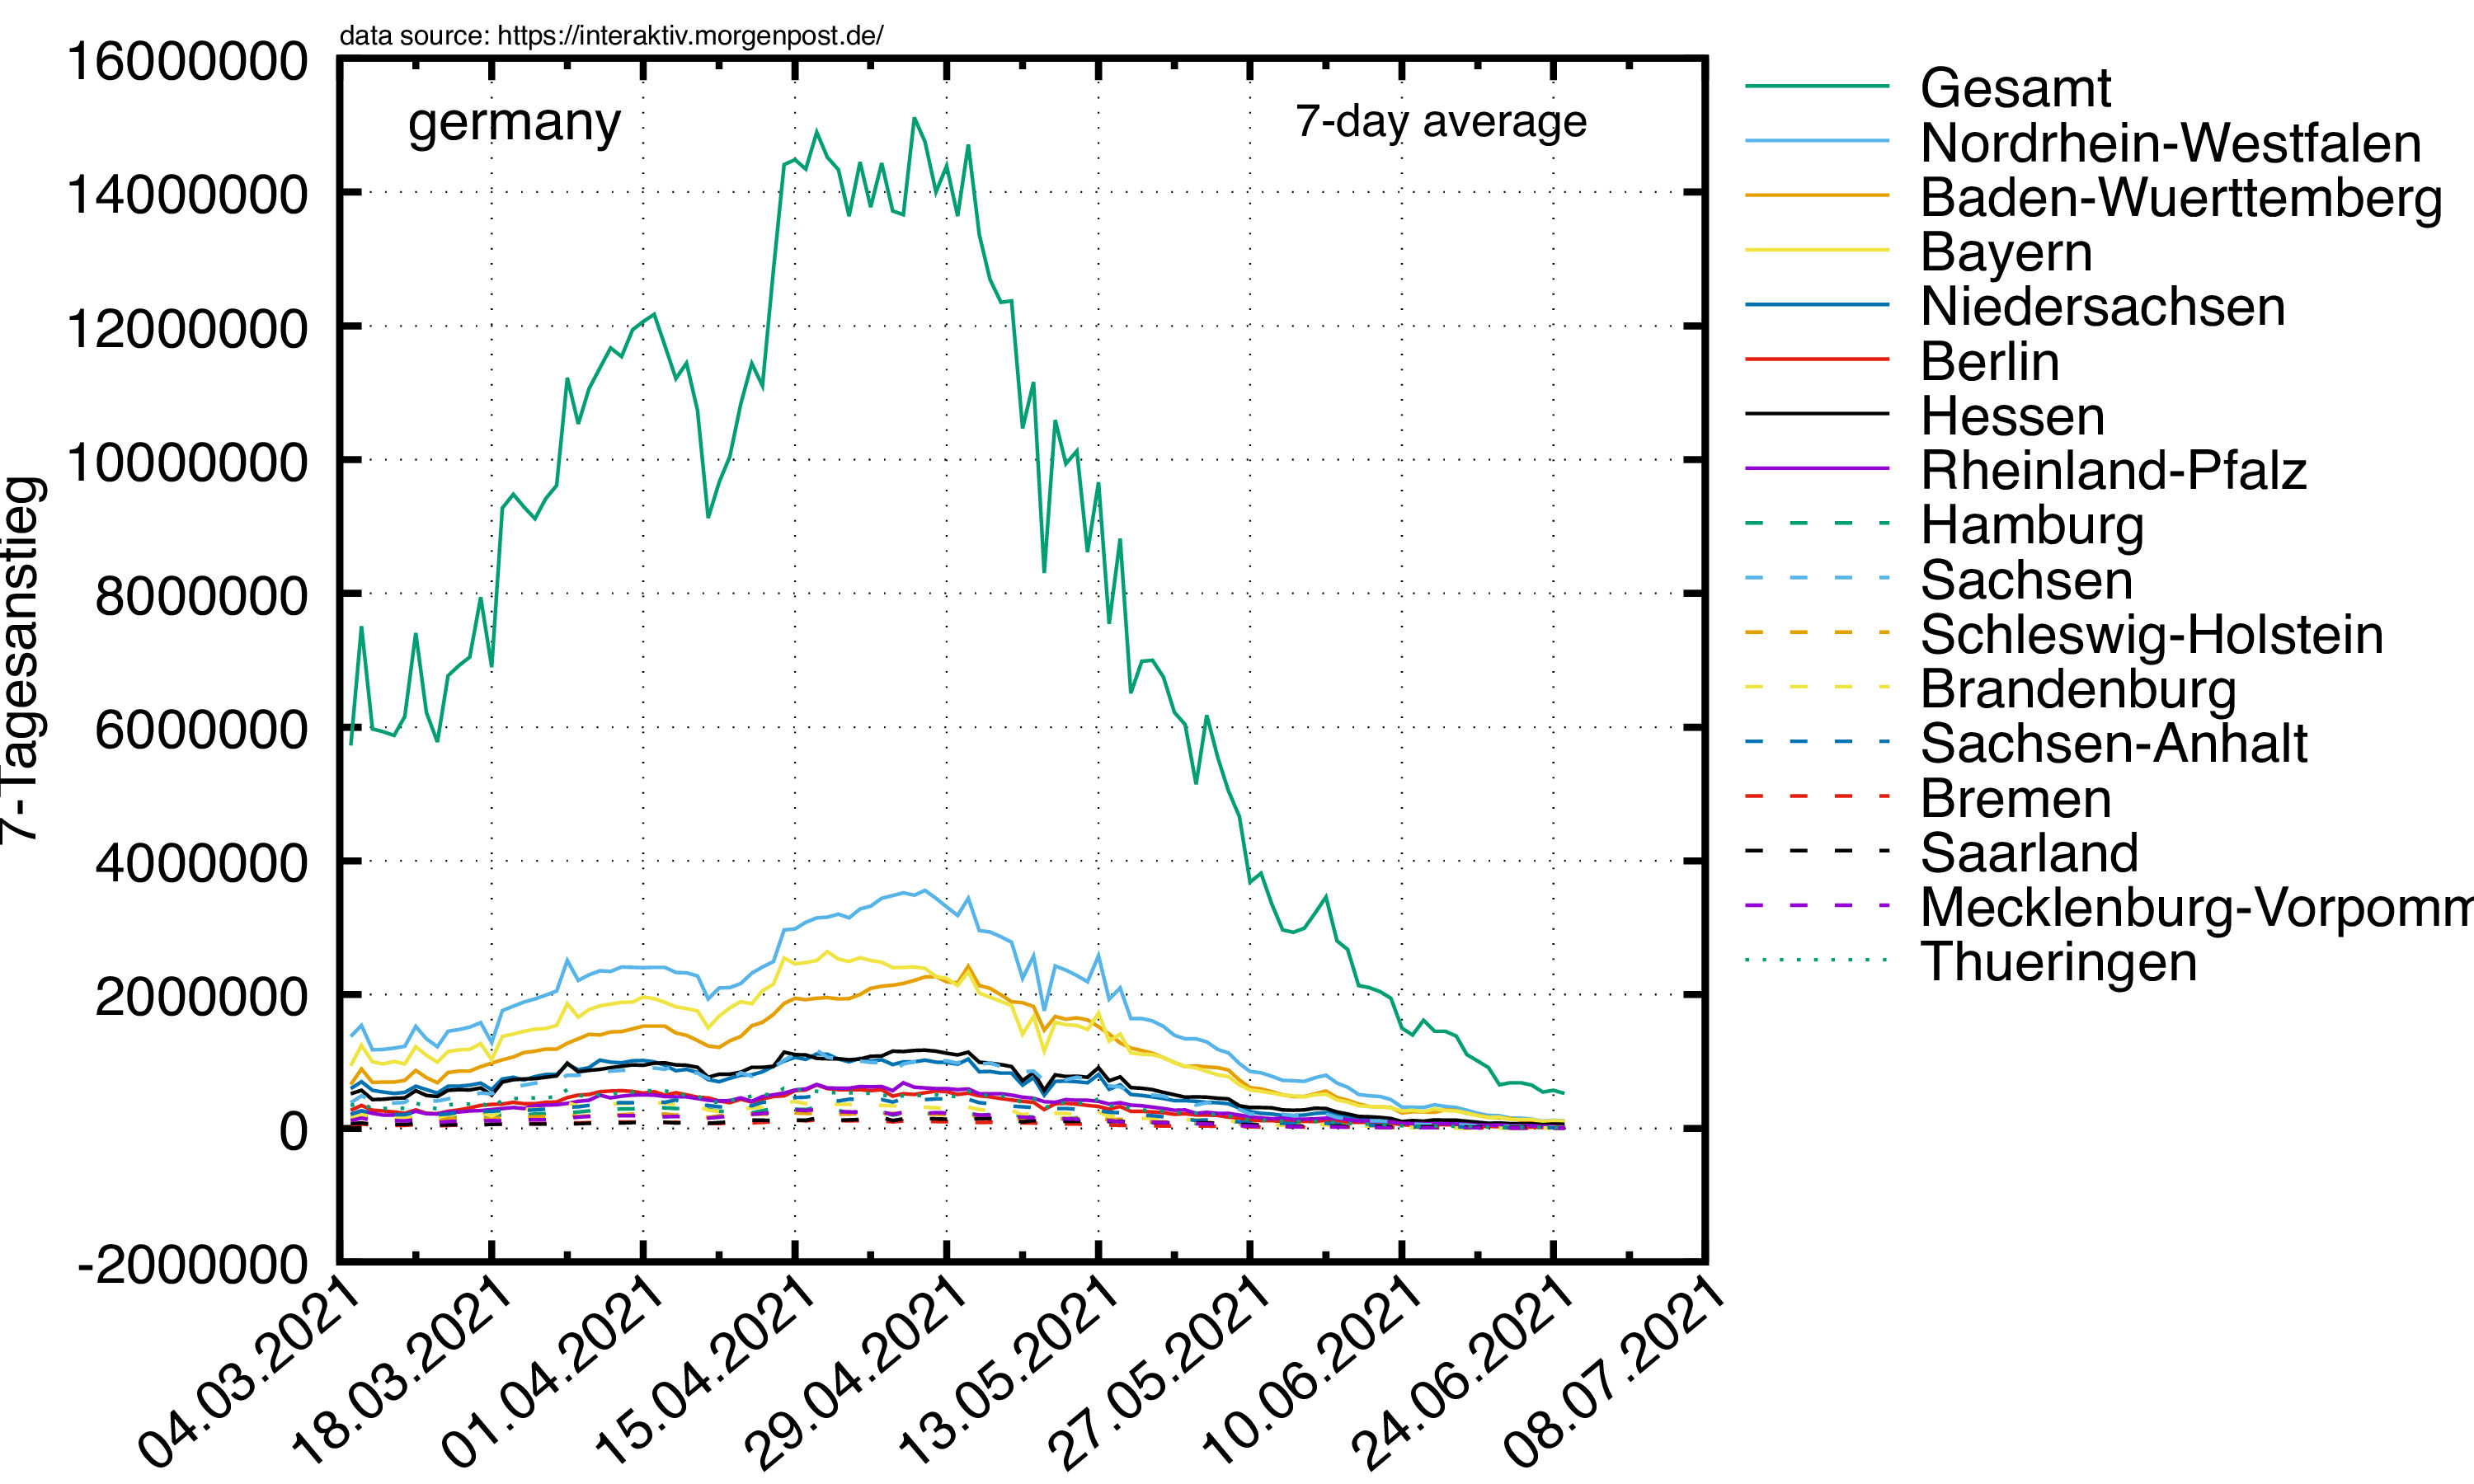 data source: https://interaktiv.morgenpost.de/
germany
7-day average
7-Tagesanstieg
16000000
14000000
12000000
10000000
8000000
6000000
4000000
2000000
0
-2000000
04.03.2021
18.03.2021
01.04.2021
15.04.2021
29.04.2021
13.05.2021
27.05.2021
10.06.2021
24.06.2021
08.07.2021
Gesamt
Nordrhein-Westfalen
Baden-Wuerttemberg
Bayern
Niedersachsen
Berlin
Hessen
Rheinland-Pfalz
Hamburg
Sachsen
Schleswig-Holstein
Brandenburg
Sachsen-Anhalt
Bremen
Saarland
Mecklenburg-Vorpomm
Thueringen